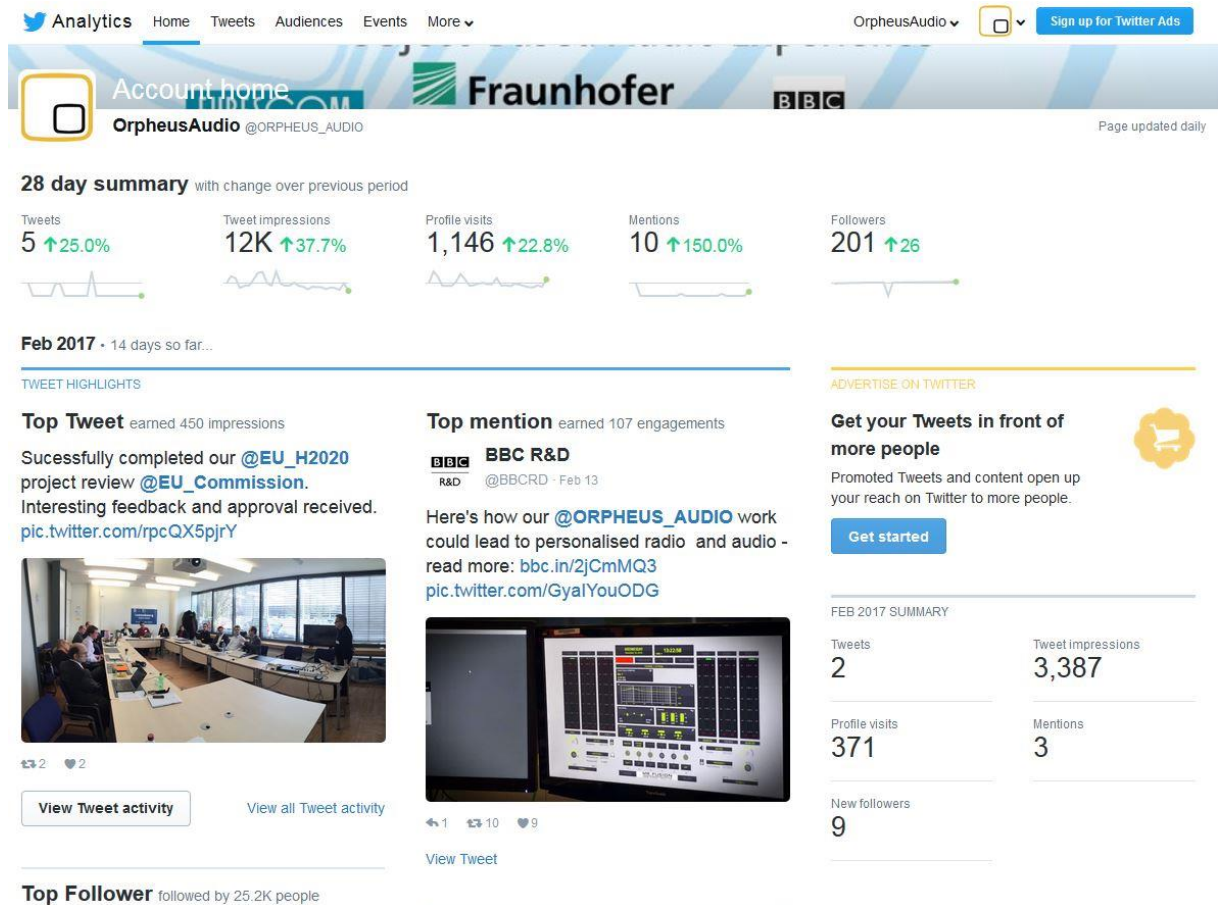 Analytics Home Tweets Audiences Events More OrpheusAudio Sign up for Twitter Ads
Account home
Fraunhofer
BBC
OrpheusAudio @ORPHEUS_AUDIO
Page updated daily
28 day summary with change over previous period
Tweets
5 ↑25.0%
Tweet impressions
12K ↑37.7%
Profile visits
1,146 ↑22.8%
Mentions
10 ↑150.0%
Followers
201 ↑26
Feb 2017 • 14 days so far...
TWEET HIGHLIGHTS
Top Tweet earned 450 impressions
Sucessfully completed our @EU_H2020
project review @EU_Commission.
Interesting feedback and approval received.
pic.twitter.com/rpcQX5pjrY
2 2
View Tweet activity
View all Tweet activity
Top Follower followed by 25.2K people
Top mention earned 107 engagements
BBC
R&D
BBC R&D
@BBCRD · Feb 13
Here's how our @ORPHEUS_AUDIO work
could lead to personalised radio and audio -
read more: bbc.in/2jCmMQ3
pic.twitter.com/GyalYouODG
1 10 9
View Tweet
ADVERTISE ON TWITTER
Get your Tweets in front of
more people
Promoted Tweets and content open up
your reach on Twitter to more people.
Get started
FEB 2017 SUMMARY
Tweets
2
Tweet impressions
3,387
Profile visits
371
Mentions
3
New followers
9